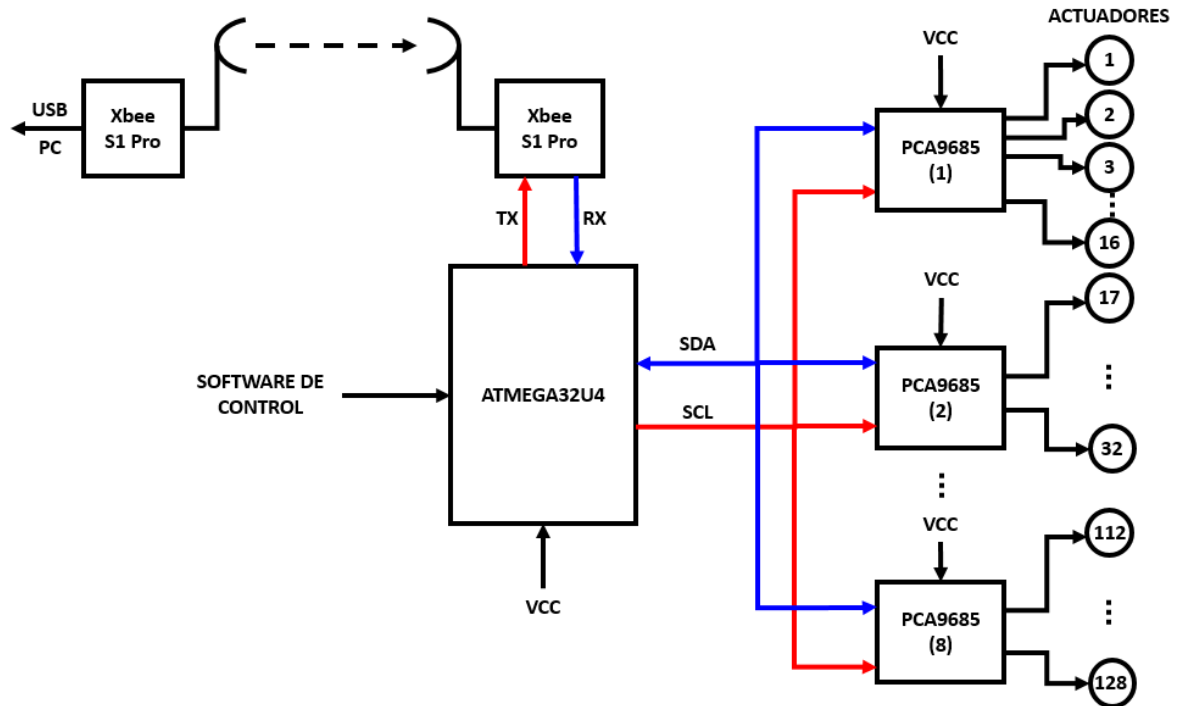 ACTUADORES
VCC
1
USB
PC
Xbee
S1 Pro
Xbee
S1 Pro
2
PCA9685
(1)
3
TX
RX
16
VCC
17
SDA
SOFTWARE DE
CONTROL
ATMEGA32U4
PCA9685
(2)
SCL
32
VCC
112
VCC
PCA9685
(8)
128